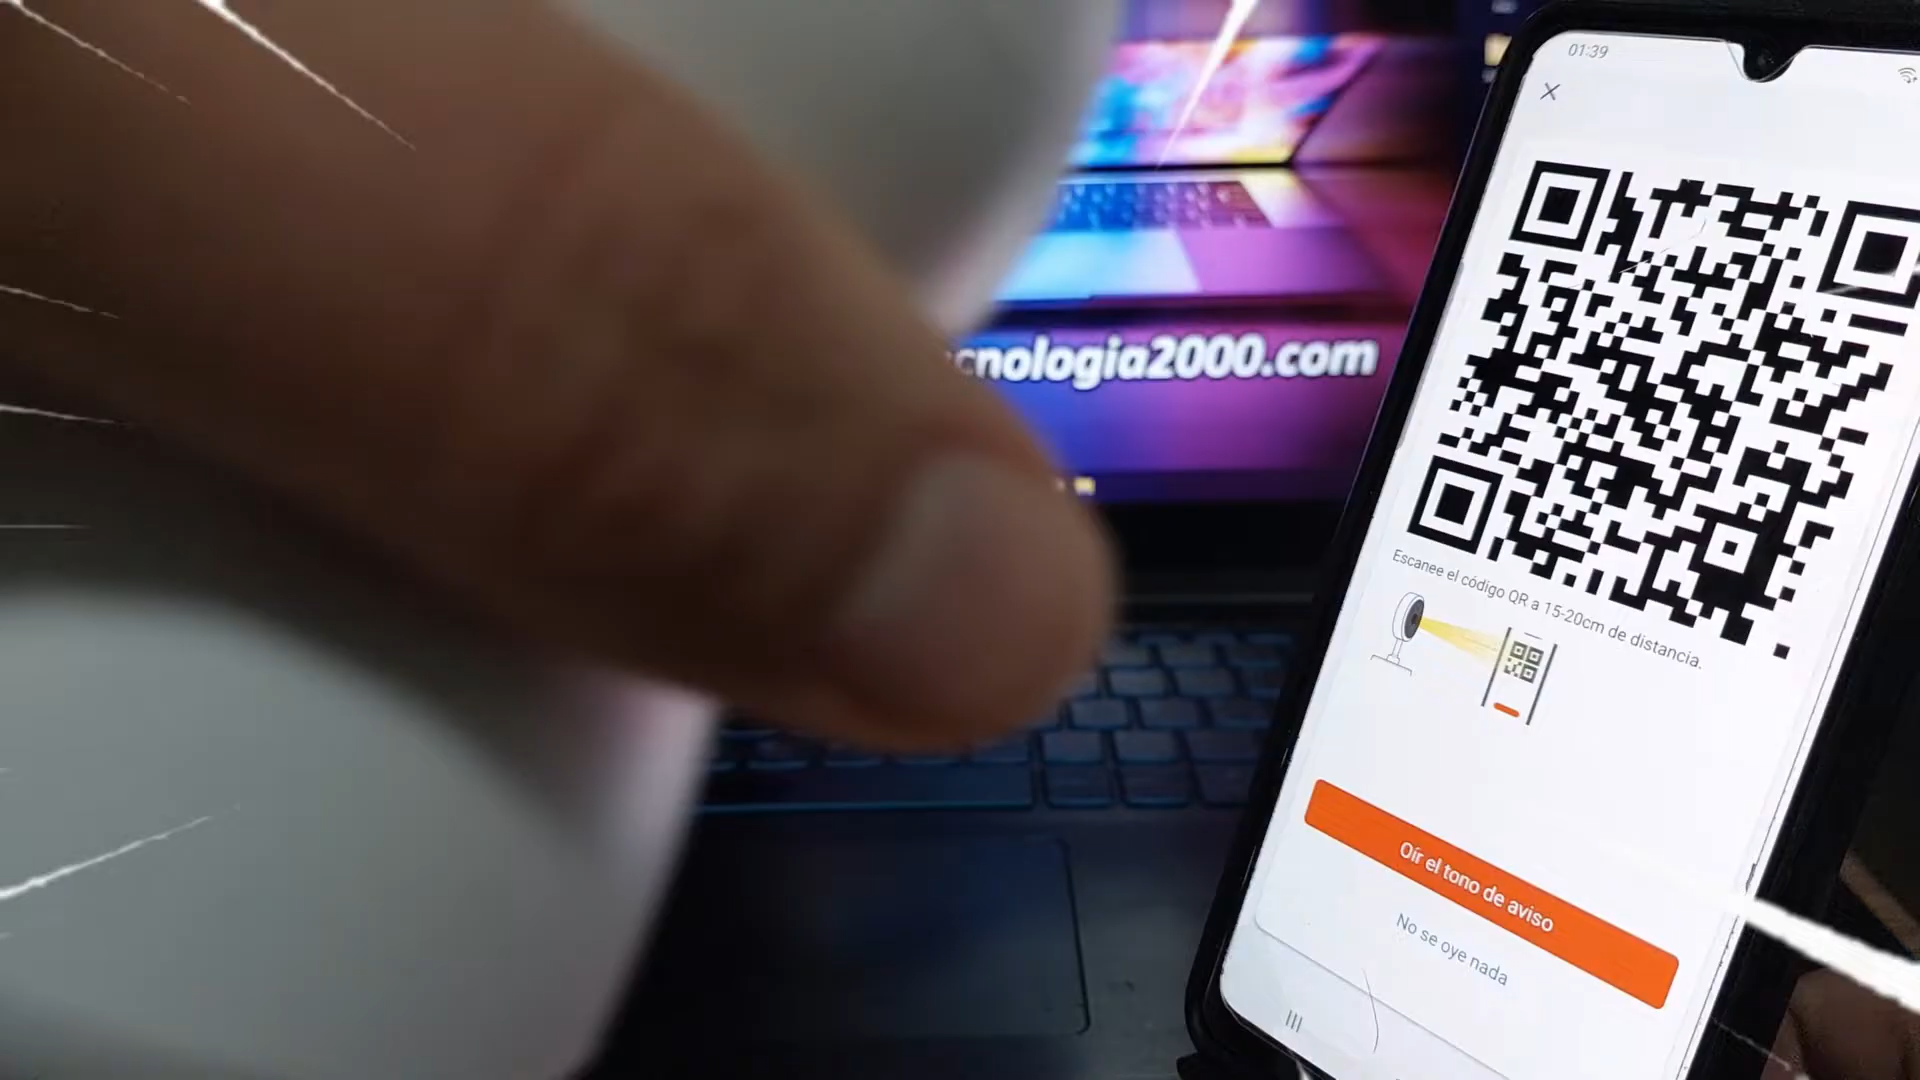 01:39
cnologia2000.com
Escanee el código QR a 15-20cm de distancia.
Oír el tono de aviso
No se oye nada